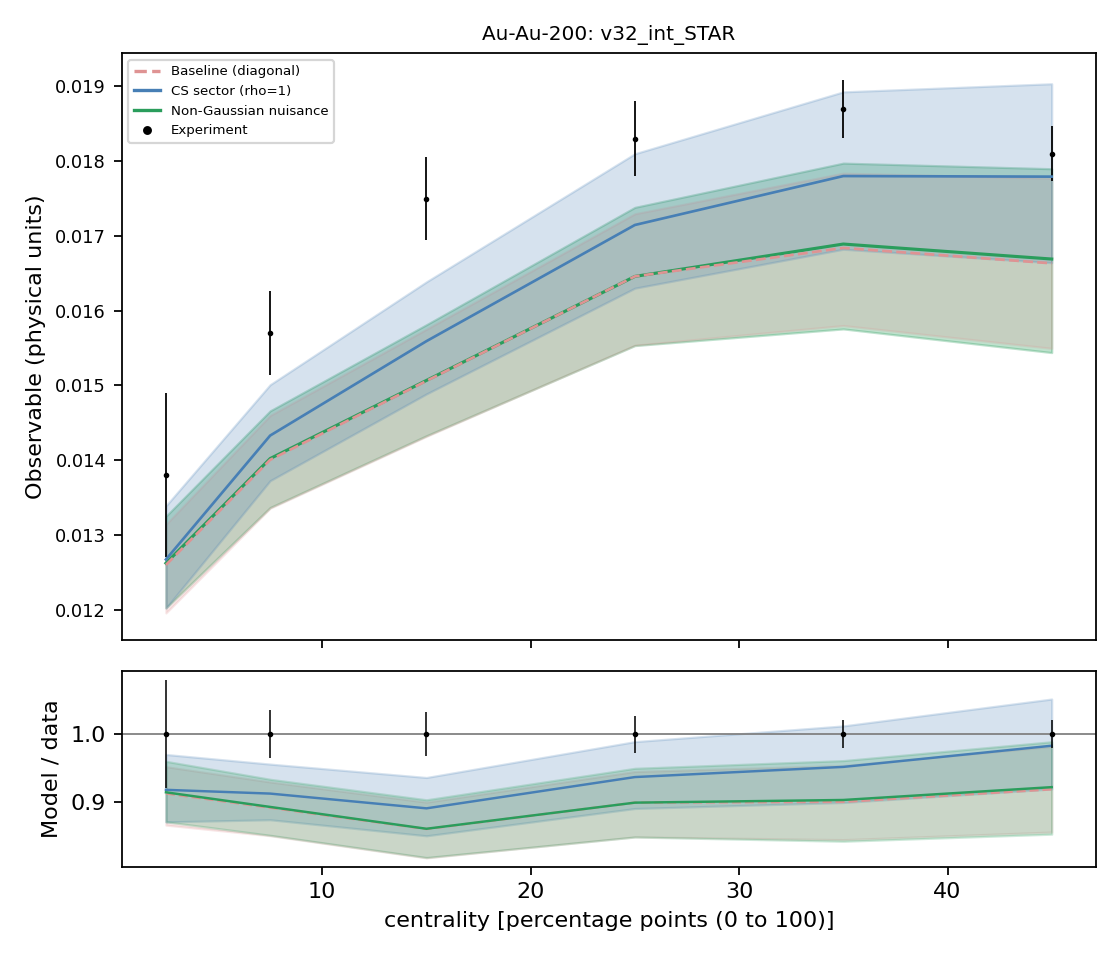 Au-Au-200: v32_int_STAR
Baseline (diagonal)
CS sector (rho=1)
Non-Gaussian nuisance
Experiment
Observable (physical units)
0.019
0.018
0.017
0.016
0.015
0.014
0.013
0.012
Model / data
1.0
0.9
10 20 30 40
centrality [percentage points (0 to 100)]